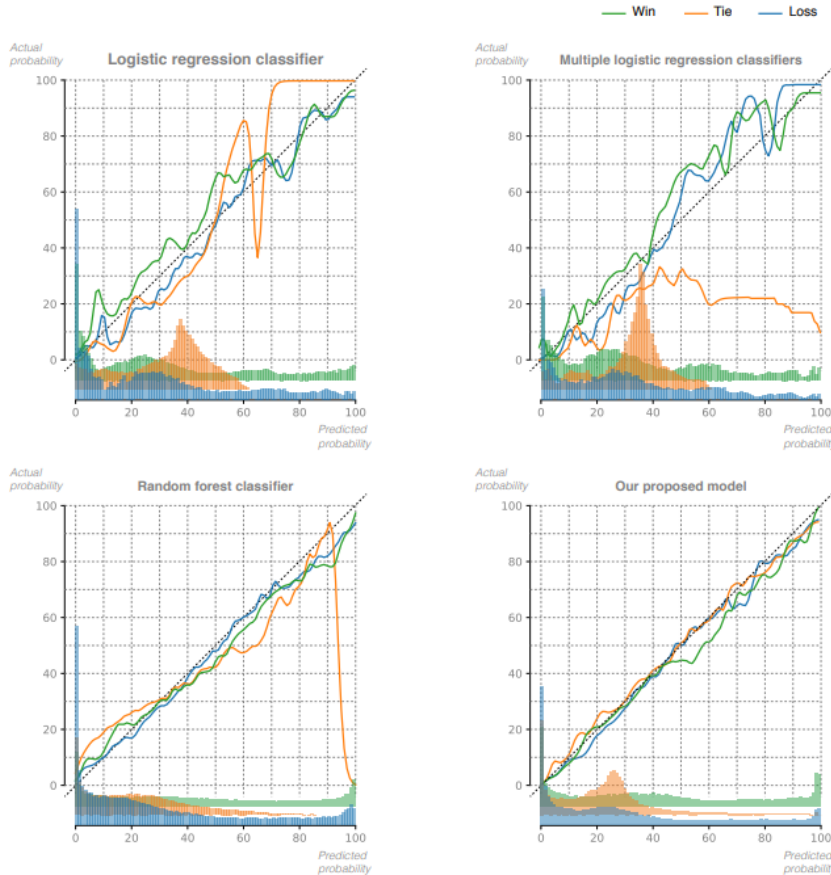 Win Tie Loss
Actual
probability
Logistic regression classifier
100
80
60
40
20
0
0 20 40 60 80 100
Predicted
probability
Actual
probability
Multiple logistic regression classifiers
100
80
60
40
20
0
0 20 40 60 80 100
Predicted
probability
Actual
probability
Random forest classifier
100
80
60
40
20
0
0 20 40 60 80 100
Predicted
probability
Actual
probability
Our proposed model
100
80
60
40
20
0
0 20 40 60 80 100
Predicted
probability